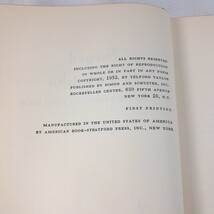 ALL RIGHTS RESERVED
INCLUDING THE RIGHT OF REPRODUCTION
IN WHOLE OR IN PART IN ANY FORM
COPYRIGHT, 1952, BY TELFORD TAYLOR
PUBLISHED BY SIMON AND SCHUSTER, INC.
ROCKEFELLER CENTER, 630 FIFTH AVENUE
NEW YORK 20, N. Y.
FIRST PRINTING
MANUFACTURED IN THE UNITED STATES OF AMERICA
BY AMERICAN BOOK-STRATFORD PRESS, INC., NEW YORK